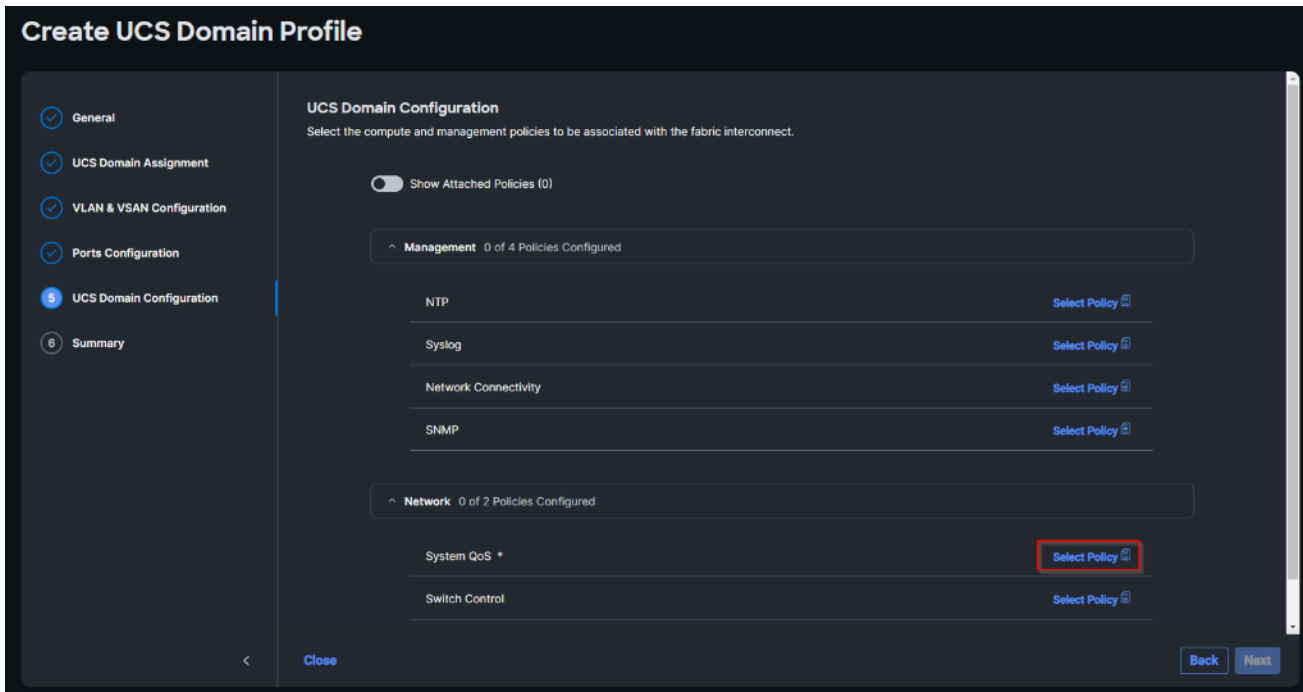 Create UCS Domain Profile
General
UCS Domain Assignment
VLAN & VSAN Configuration
Ports Configuration
5 UCS Domain Configuration
6 Summary
UCS Domain Configuration
Select the compute and management policies to be associated with the fabric interconnect.
Show Attached Policies (0)
Management 0 of 4 Policies Configured
NTP Select Policy
Syslog Select Policy
Network Connectivity Select Policy
SNMP Select Policy
Network 0 of 2 Policies Configured
System QoS * Select Policy
Switch Control Select Policy
Close Back Next